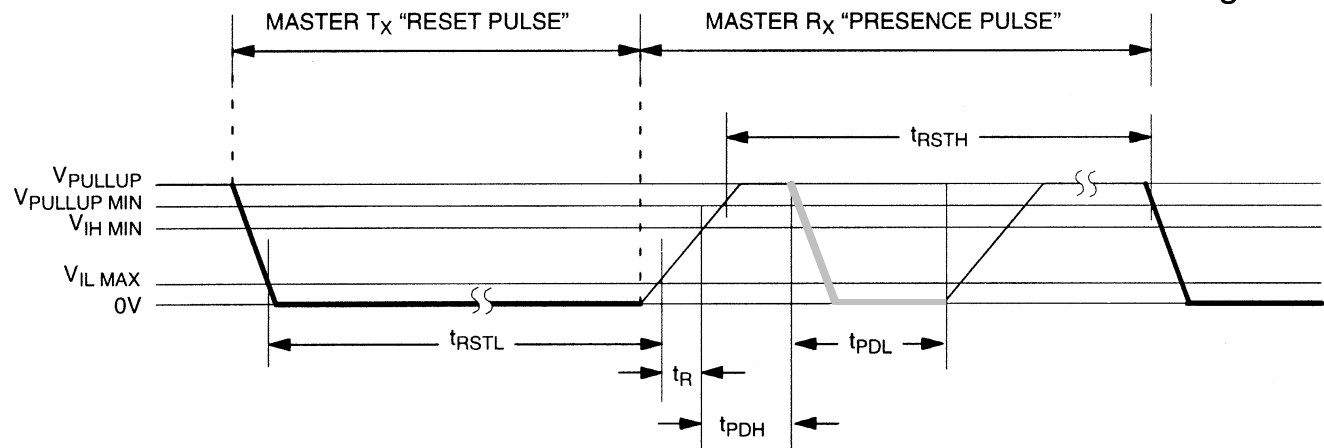 MASTER TX “RESET PULSE”
MASTER RX “PRESENCE PULSE”
tRSTH
VPULLUP
VPULLUP MIN
VIH MIN
VIL MAX
0V
tRSTL
tPDL
tR
tPDH